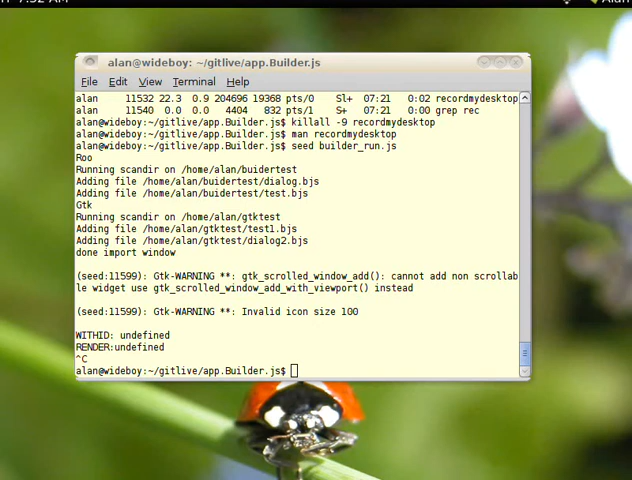 alan@wideboy: ~/gitlive/app.Builder.js
File Edit View Terminal Help
alan 11532 22.3 0.9 204696 19368 pts/0 Sl+ 07:21 0:02 recordmydesktop
alan 11540 0.0 0.0 4404 832 pts/1 S+ 07:21 0:00 grep rec
alan@wideboy:~/gitlive/app.Builder.js$ killall -9 recordmydesktop
alan@wideboy:~/gitlive/app.Builder.js$ man recordmydesktop
alan@wideboy:~/gitlive/app.Builder.js$ seed builder_run.js
Roo
Running scandir on /home/alan/buidertest
Adding file /home/alan/buidertest/dialog.bjs
Adding file /home/alan/buidertest/test.bjs
Gtk
Running scandir on /home/alan/gtktest
Adding file /home/alan/gtktest/test1.bjs
Adding file /home/alan/gtktest/dialog2.bjs
done import window
(seed:11599): Gtk-WARNING **: gtk_scrolled_window_add(): cannot add non scrollab
le widget use gtk_scrolled_window_add_with_viewport() instead
(seed:11599): Gtk-WARNING **: Invalid icon size 100
WITHID: undefined
RENDER:undefined
^C
alan@wideboy:~/gitlive/app.Builder.js$